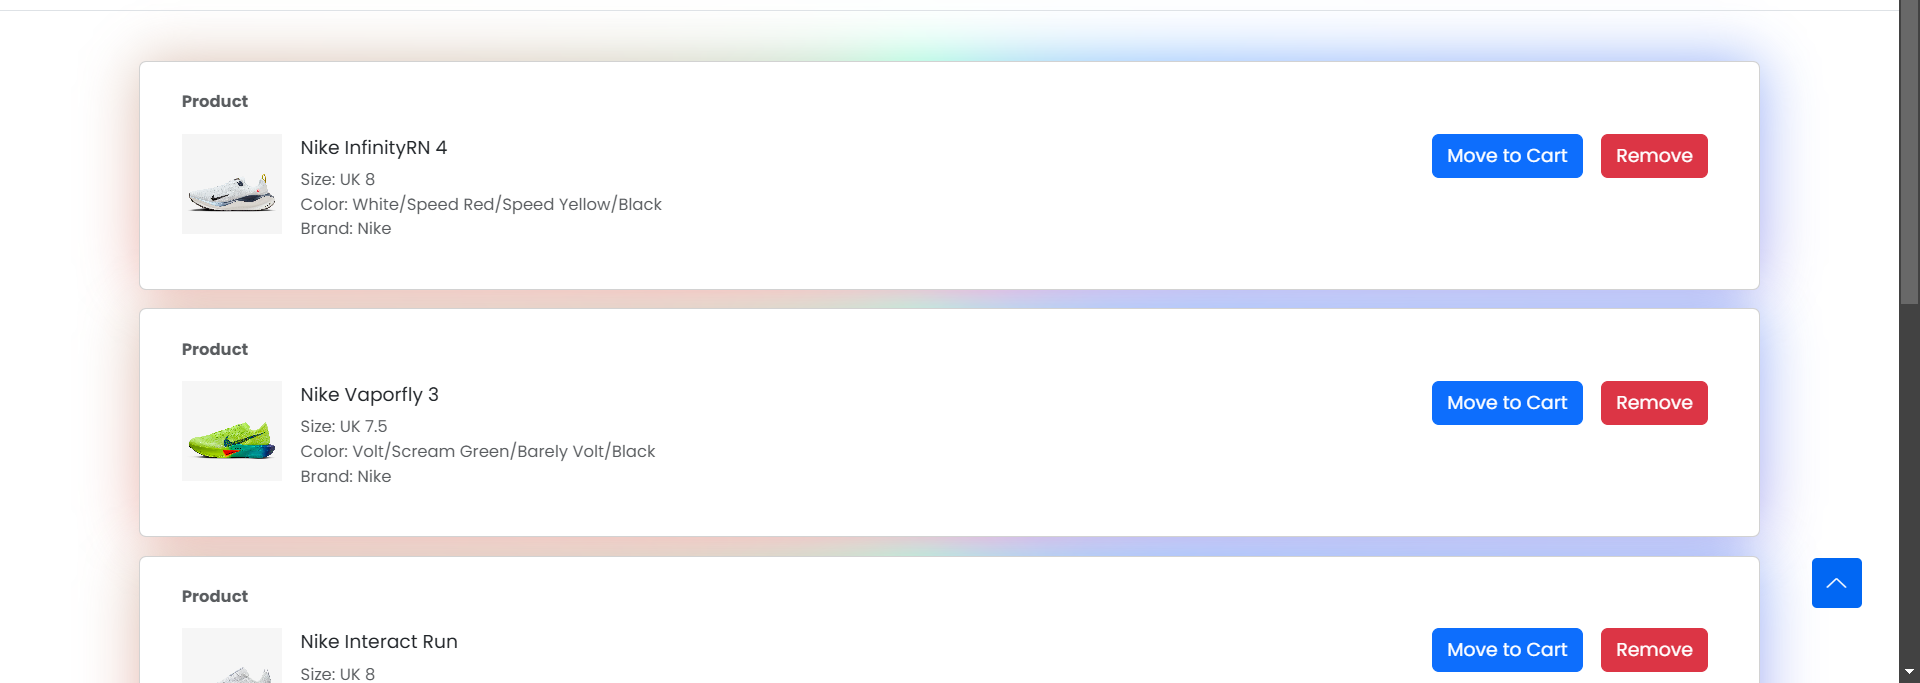 Product
Nike InfinityRN 4
Size: UK 8
Color: White/Speed Red/Speed Yellow/Black
Brand: Nike
Move to Cart
Remove
Product
Nike Vaporfly 3
Size: UK 7.5
Color: Volt/Scream Green/Barely Volt/Black
Brand: Nike
Move to Cart
Remove
Product
Nike Interact Run
Size: UK 8
Move to Cart
Remove